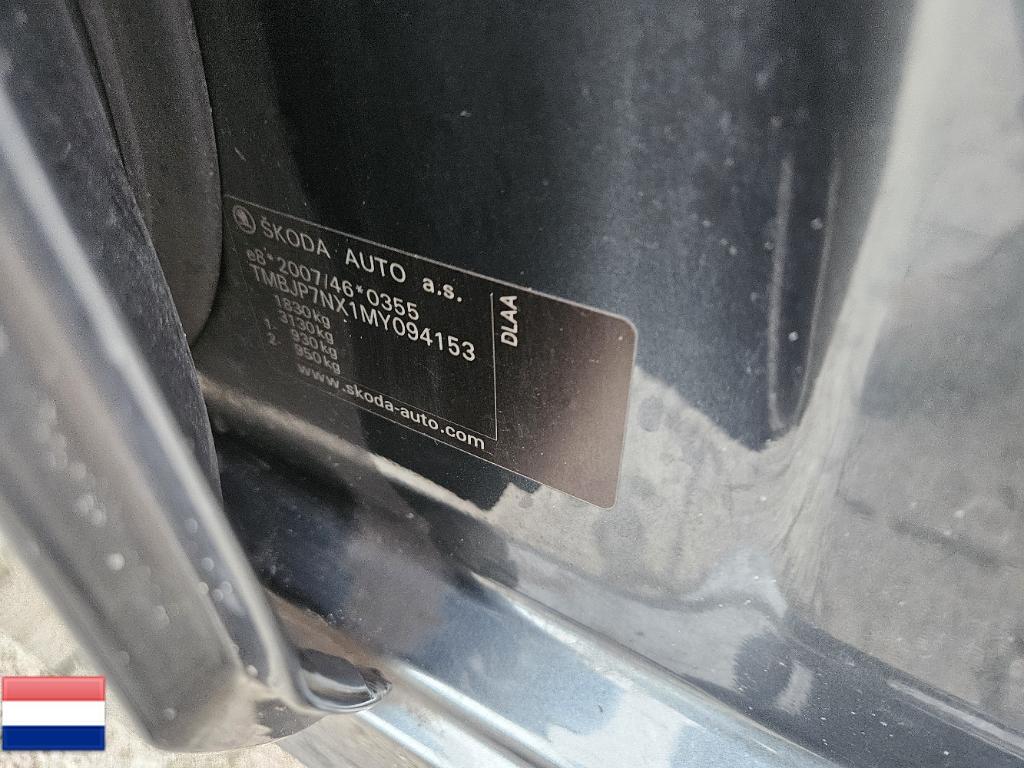 ŠKODA AUTO a.s.
e8*2007/46*0355
TMBJP7NX1MY094153
1830kg
3130kg
1. 930kg
2. 950kg
www.skoda-auto.com
DLAA